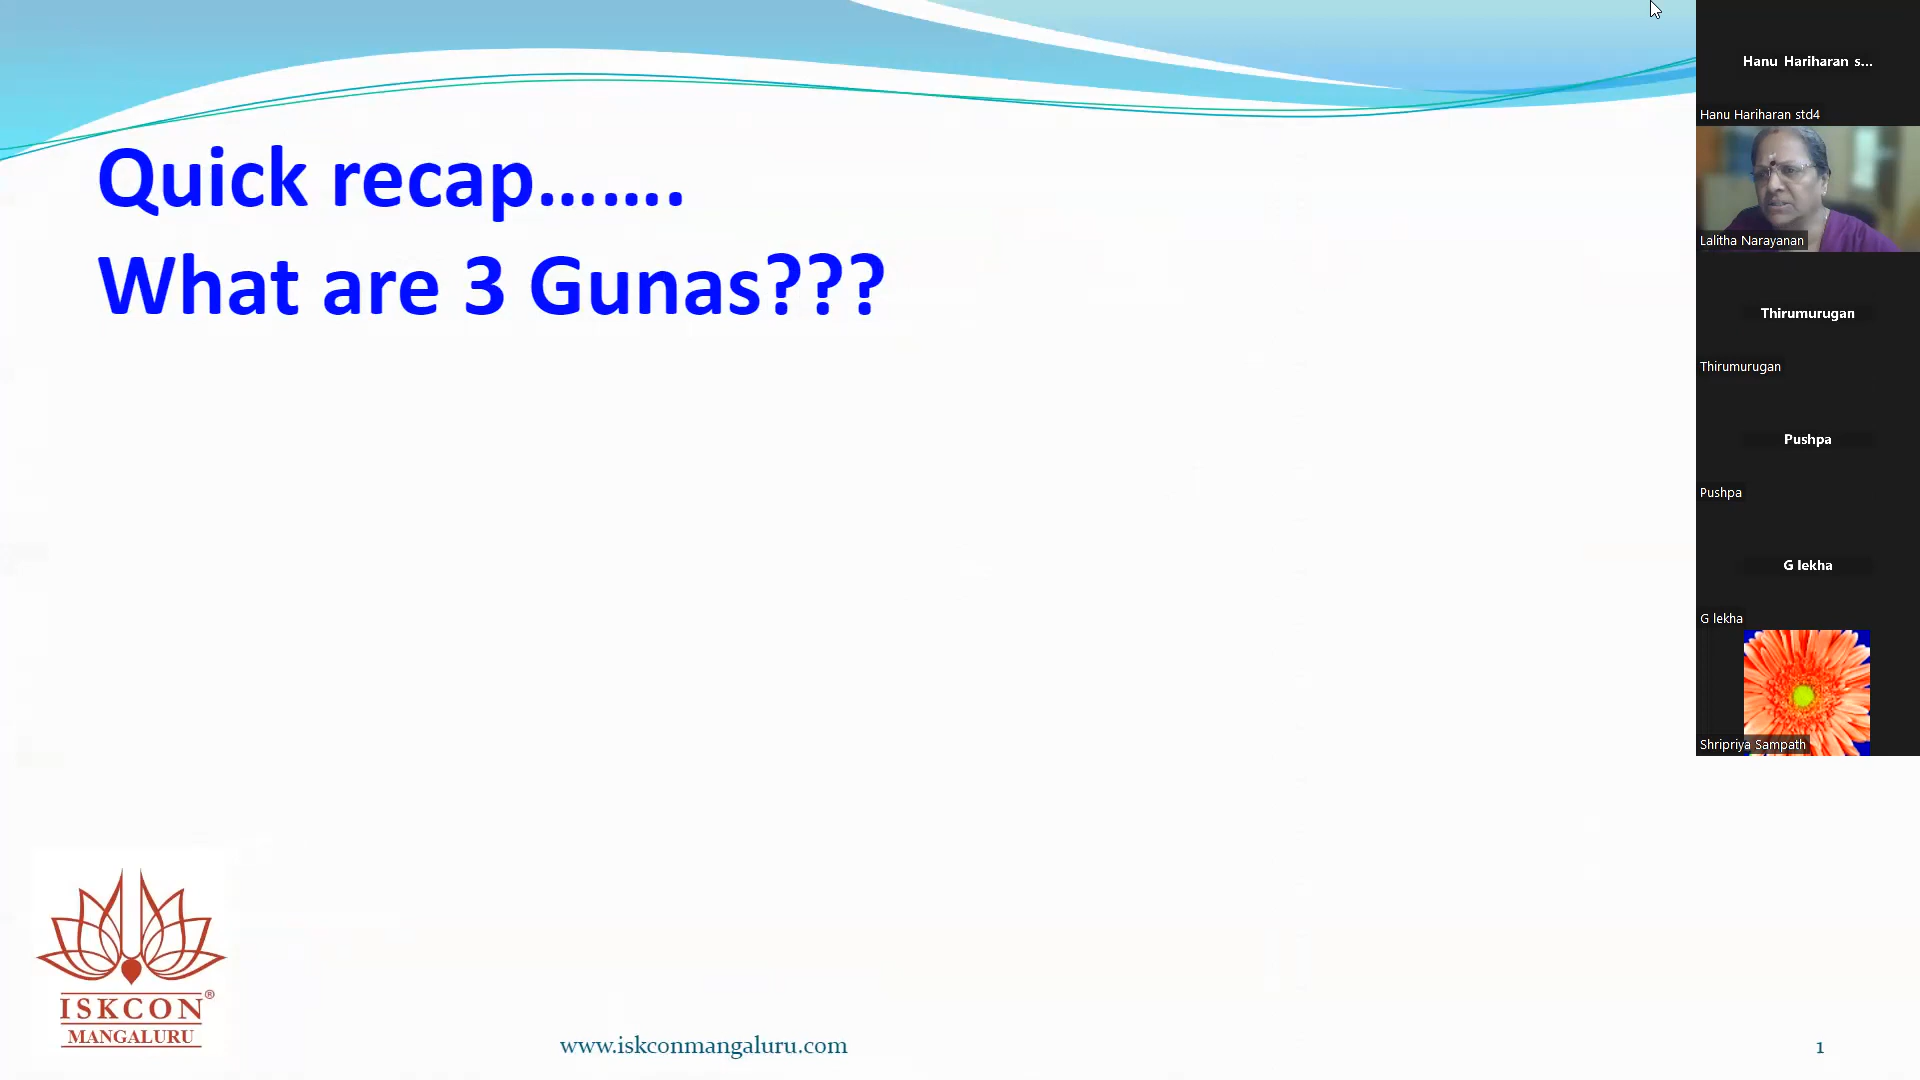 Quick recap.......
What are 3 Gunas???
ISKCON®
MANGALURU
www.iskconmangaluru.com
1
Hanu Hariharan s...
Hanu Hariharan std4
Lalitha Narayanan
Thirumurugan
Thirumurugan
Pushpa
Pushpa
G lekha
G lekha
Shripriya Sampath